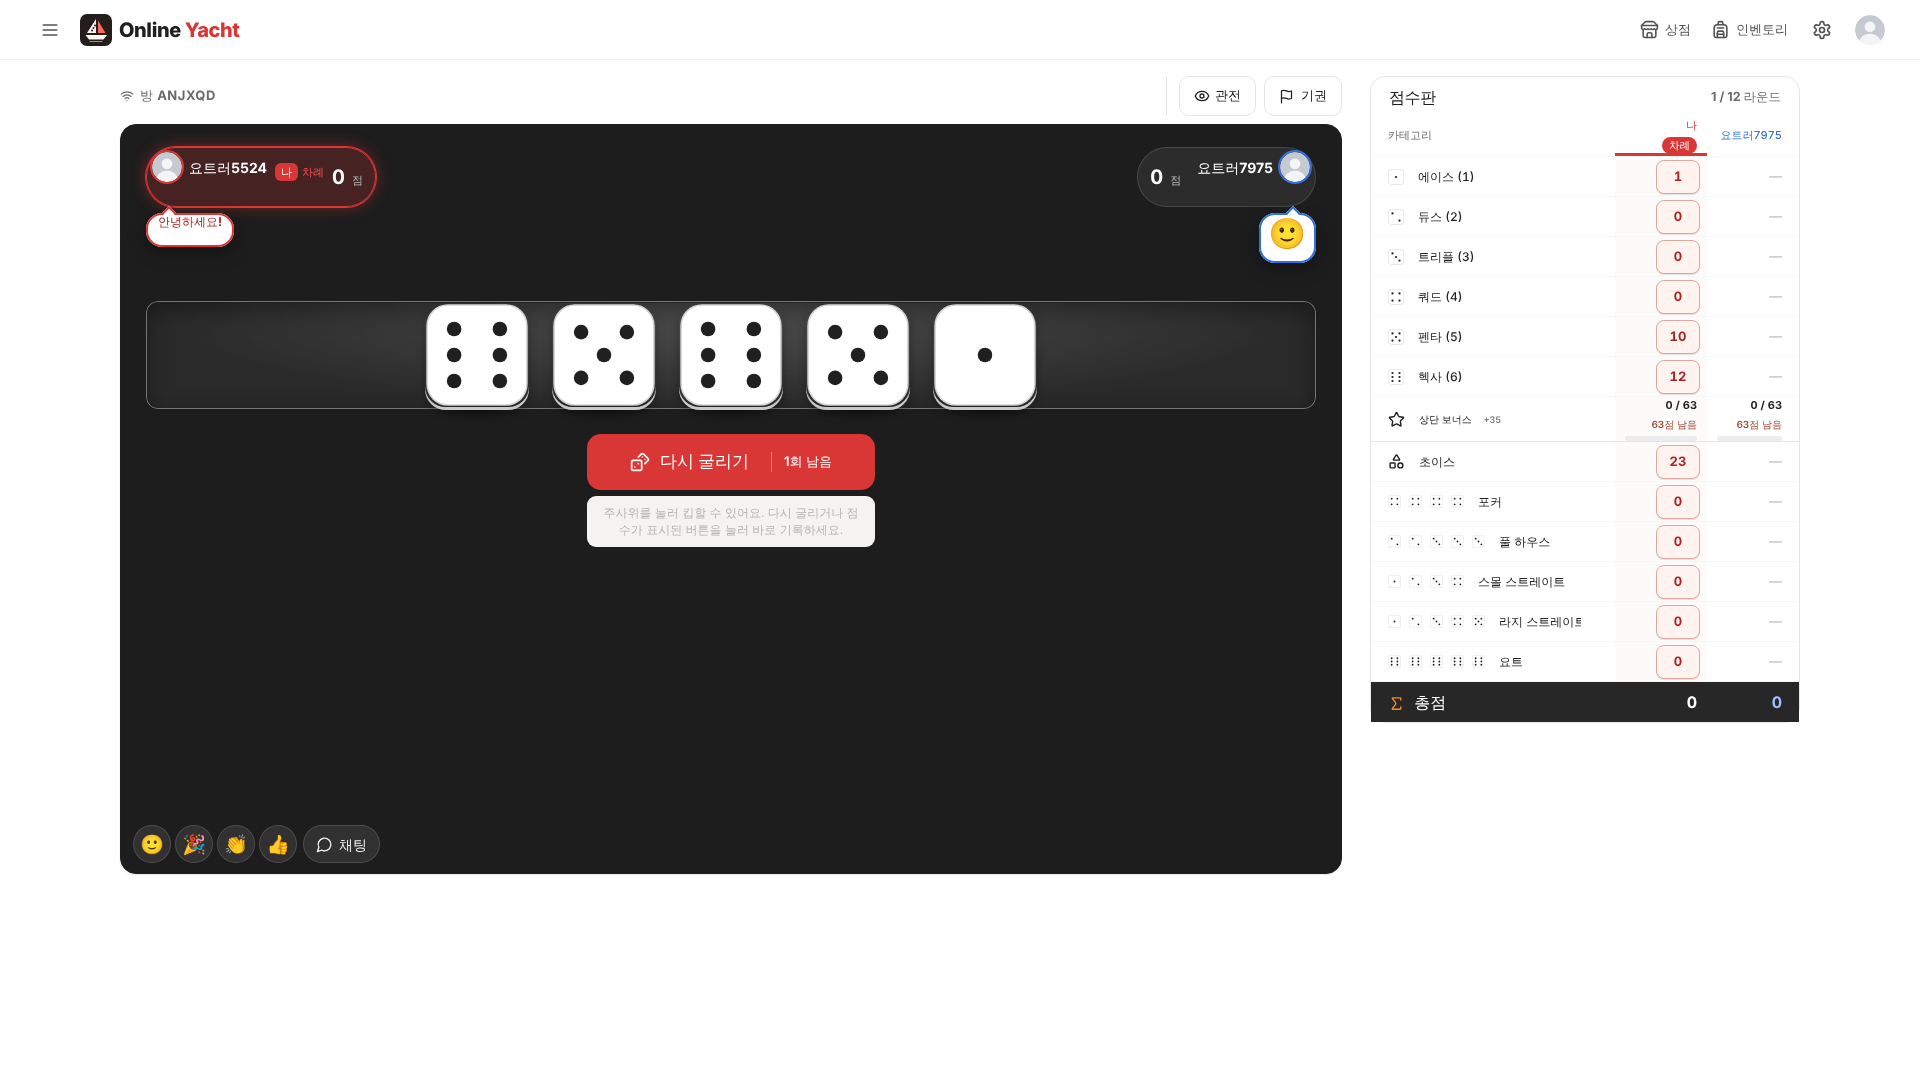 Online Yacht
상점
인벤토리
방 ANJXQD
관전
기권
요트러5524
나
차례
0 점
안녕하세요!
0 점
요트러7975
다시 굴리기
1회 남음
주사위를 눌러 킵할 수 있어요. 다시 굴리거나 점
수가 표시된 버튼을 눌러 바로 기록하세요.
채팅
점수판
1 / 12 라운드
카테고리
나
차례
요트러7975
에이스 (1) 1 —
듀스 (2) 0 —
트리플 (3) 0 —
쿼드 (4) 0 —
펜타 (5) 10 —
헥사 (6) 12 —
상단 보너스 +35
0 / 63
63점 남음
0 / 63
63점 남음
초이스 23 —
포커 0 —
풀 하우스 0 —
스몰 스트레이트 0 —
라지 스트레이트 0 —
요트 0 —
Σ 총점 0 0